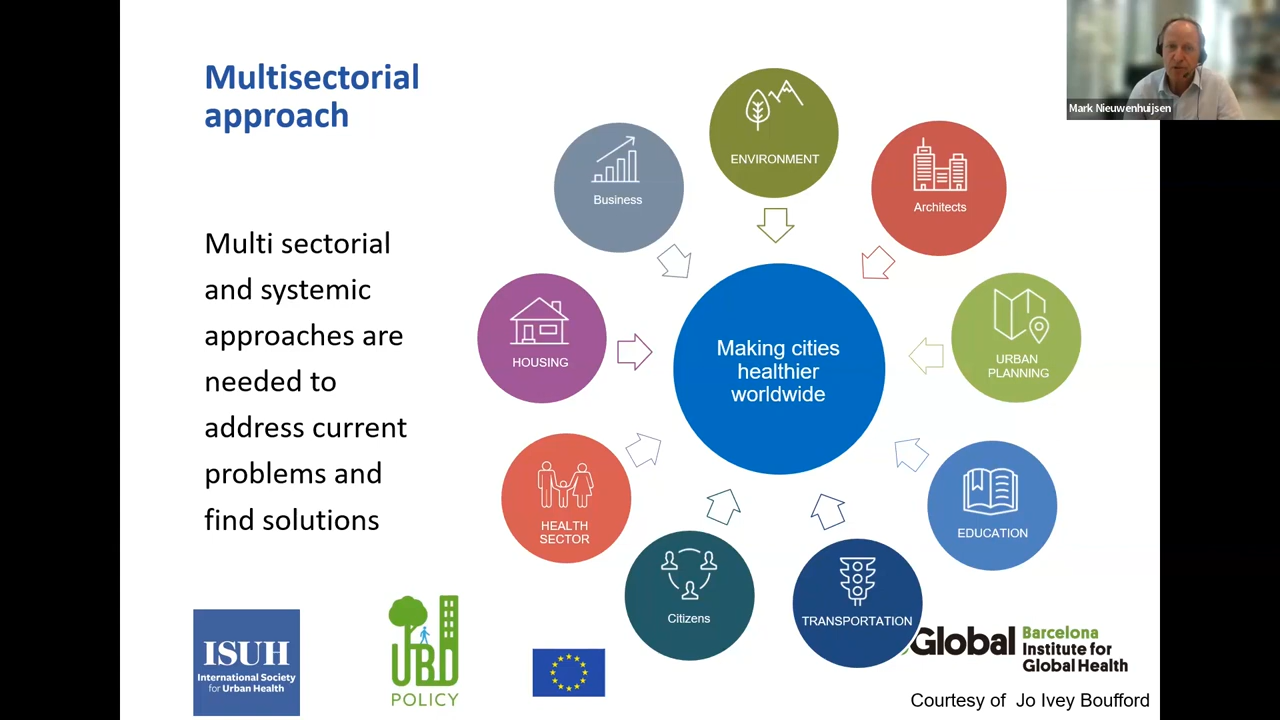 Multisectorial
approach
Multi sectorial
and systemic
approaches are
needed to
address current
problems and
find solutions
Mark Nieuwenhuijsen
ENVIRONMENT
Business
Architects
HOUSING
Making cities
healthier
worldwide
URBAN
PLANNING
HEALTH
SECTOR
EDUCATION
Citizens
TRANSPORTATION
ISUH
International Society
for Urban Health
UBD
POLICY
Global
Barcelona
Institute for
Global Health
Courtesy of Jo Ivey Boufford